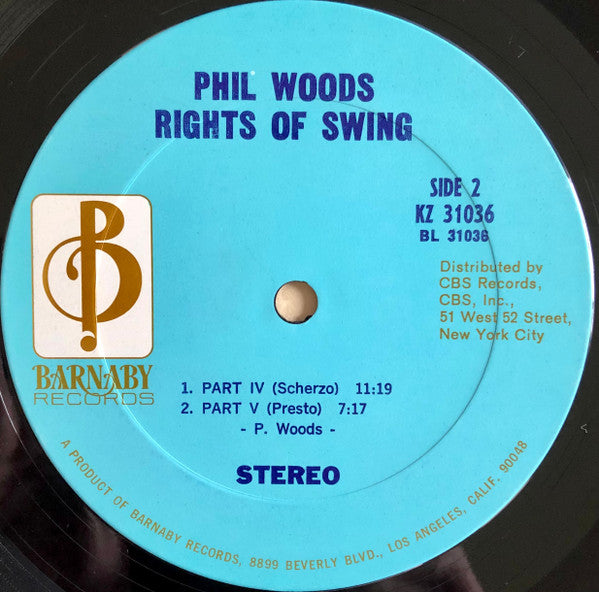 PHIL WOODS
RIGHTS OF SWING
SIDE 2
KZ 31036
BL 31036
Distributed by
CBS Records,
CBS, Inc.,
51 West 52 Street,
New York City
B
BARNABY
RECORDS
1. PART IV (Scherzo) 11:19
2. PART V (Presto) 7:17
- P. Woods -
STEREO
A PRODUCT OF BARNABY RECORDS, 8899 BEVERLY BLVD., LOS ANGELES, CALIF. 90048